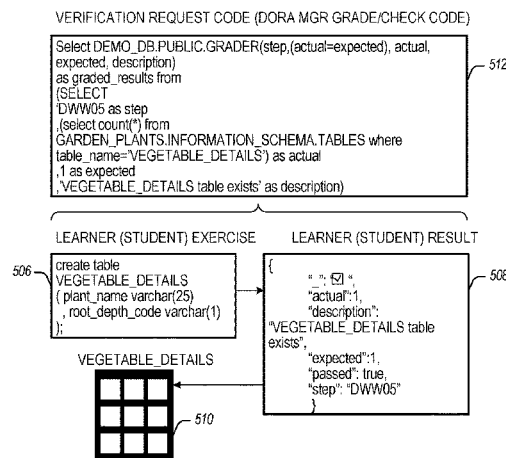 VERIFICATION REQUEST CODE (DORA MGR GRADE/CHECK CODE)
Select DEMO_DB.PUBLIC.GRADER(step,(actual=expected), actual,
expected, description)
as graded_results from
(SELECT
'DWW05 as step
,(select count(*) from
GARDEN_PLANTS.INFORMATION_SCHEMA.TABLES where
table_name='VEGETABLE_DETAILS') as actual
,1 as expected
,'VEGETABLE_DETAILS table exists' as description)
512
LEARNER (STUDENT) EXERCISE
506
create table
VEGETABLE_DETAILS
( plant_name varchar(25)
, root_depth_code varchar(1)
);
LEARNER (STUDENT) RESULT
508
{
"_": "☑",
"actual":1,
"description":
"VEGETABLE_DETAILS table
exists",
"expected":1,
"passed": true,
"step": "DWW05"
}
VEGETABLE_DETAILS
510